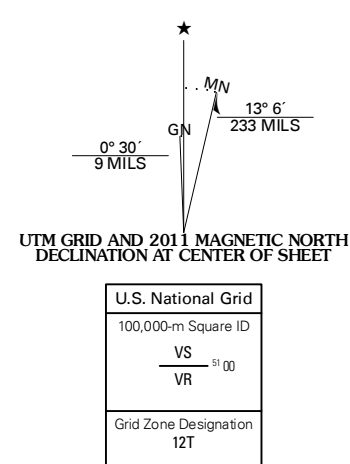 ★
MN
GN
13° 6´
233 MILS
0° 30´
9 MILS
UTM GRID AND 2011 MAGNETIC NORTH
DECLINATION AT CENTER OF SHEET
U.S. National Grid
100,000-m Square ID
VS
51 00
VR
Grid Zone Designation
12T